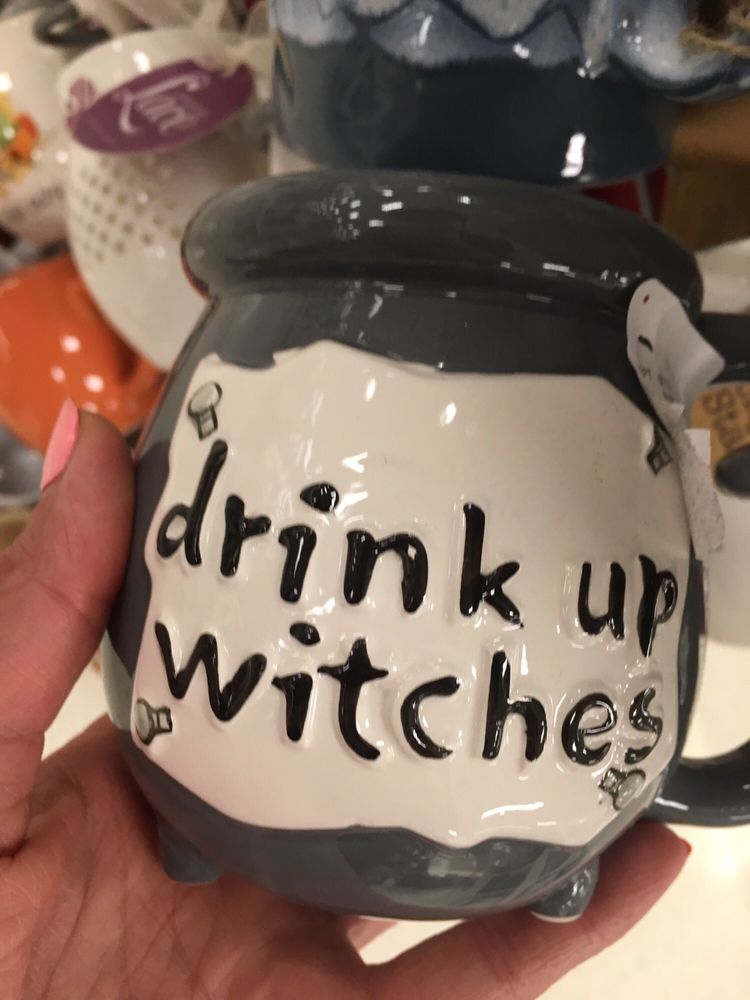 drink up
witches